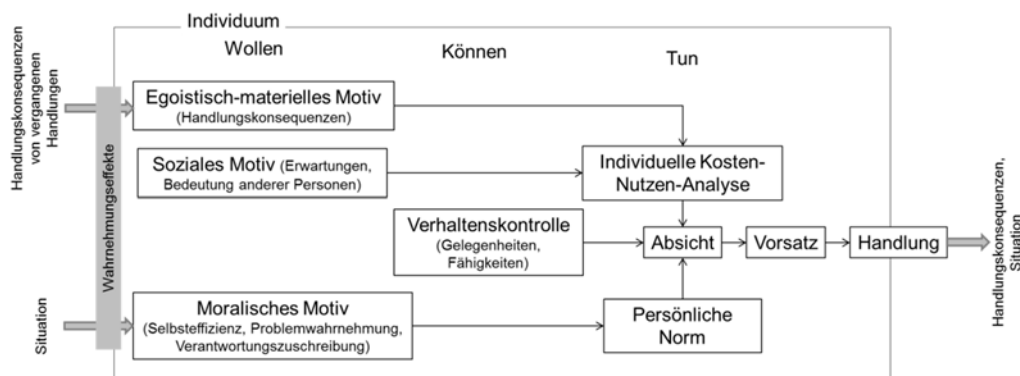 Individuum
Wollen
Können
Tun
Handlungskonsequenzen
von vergangenen
Handlungen
Wahrnehmungseffekte
Egoistisch-materielles Motiv
(Handlungskonsequenzen)
Soziales Motiv (Erwartungen,
Bedeutung anderer Personen)
Individuelle Kosten-
Nutzen-Analyse
Verhaltenskontrolle
(Gelegenheiten,
Fähigkeiten)
Absicht
Vorsatz
Handlung
Handlungskonsequenzen,
Situation
Situation
Moralisches Motiv
(Selbsteffizienz, Problemwahrnehmung,
Verantwortungszuschreibung)
Persönliche
Norm